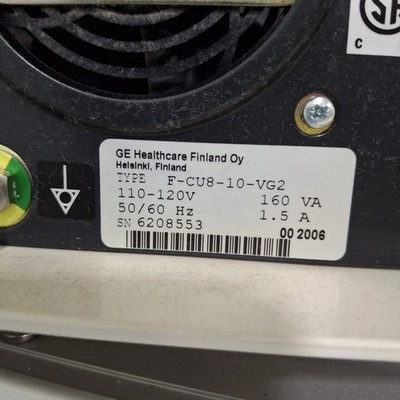 C
GE Healthcare Finland Oy
Helsinki, Finland
TYPE F-CU8-10-VG2
110-120V 160 VA
50/60 Hz 1.5 A
SN 6208553
00 2006